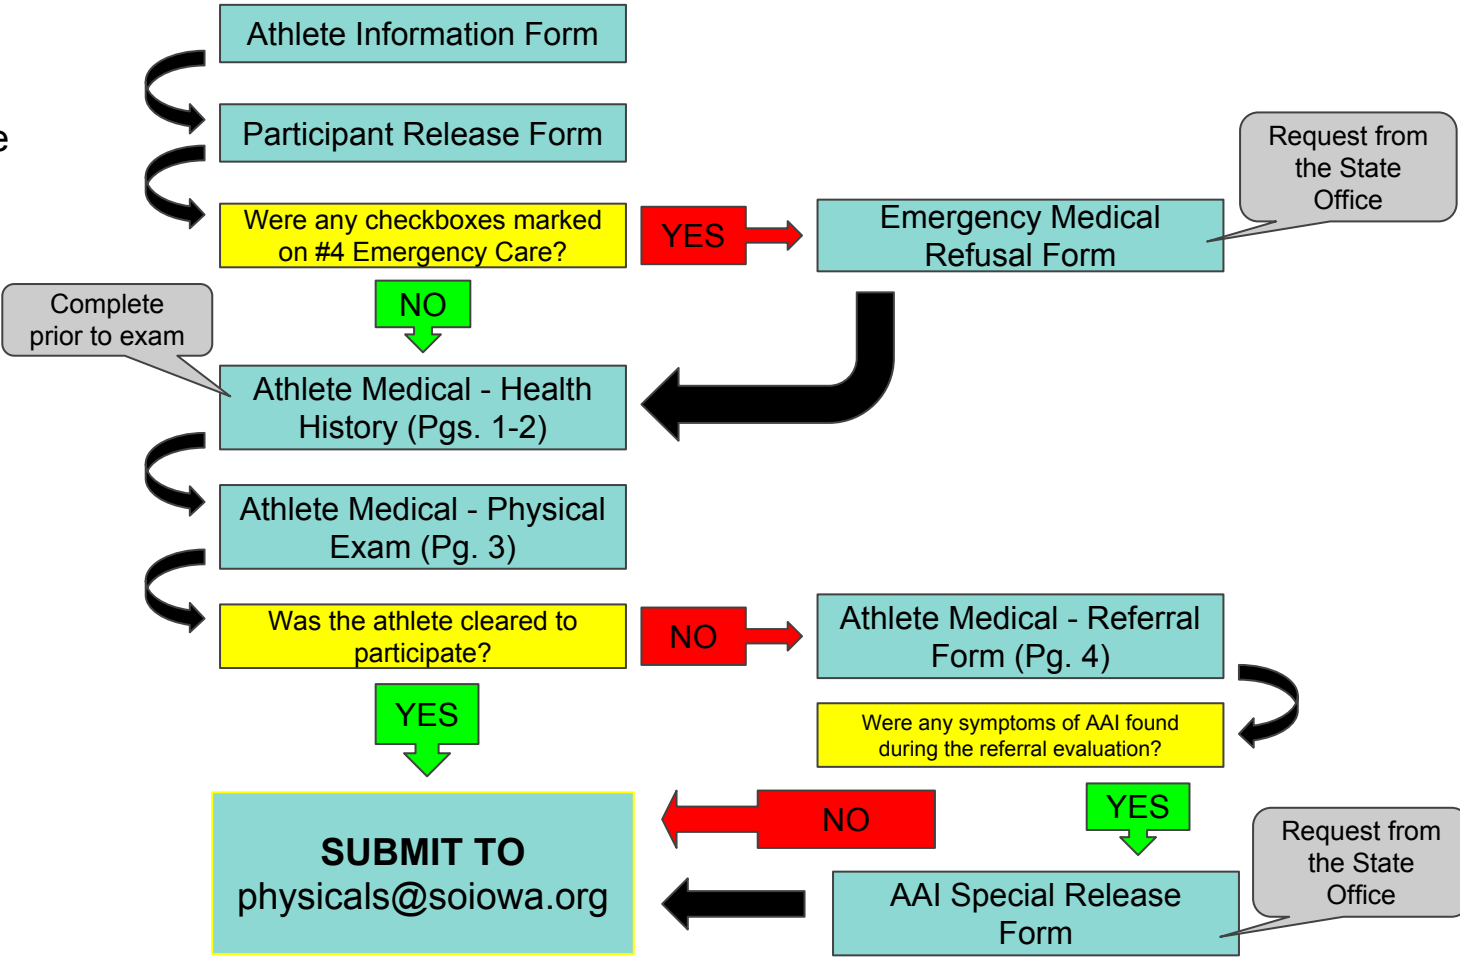 Athlete Information Form
e
Participant Release Form
Request from
the State
Office
Were any checkboxes marked
on #4 Emergency Care?
YES
Emergency Medical
Refusal Form
NO
Complete
prior to exam
Athlete Medical - Health
History (Pgs. 1-2)
Athlete Medical - Physical
Exam (Pg. 3)
Was the athlete cleared to
participate?
NO
Athlete Medical - Referral
Form (Pg. 4)
YES
Were any symptoms of AAI found
during the referral evaluation?
NO
YES
Request from
the State
Office
SUBMIT TO
physicals@soiowa.org
AAI Special Release
Form